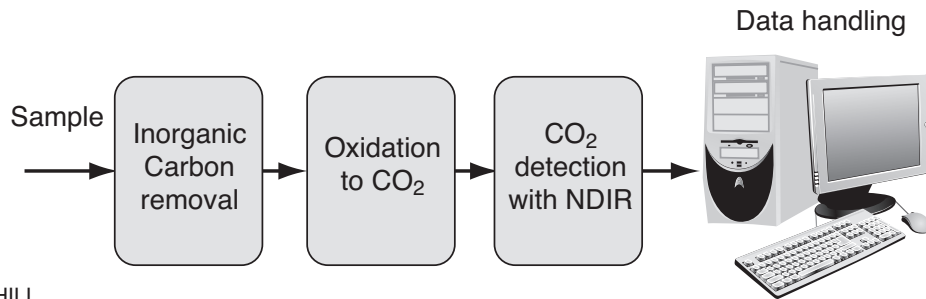 Data handling
Sample
Inorganic
Carbon
removal
Oxidation
to CO₂
CO₂
detection
with NDIR